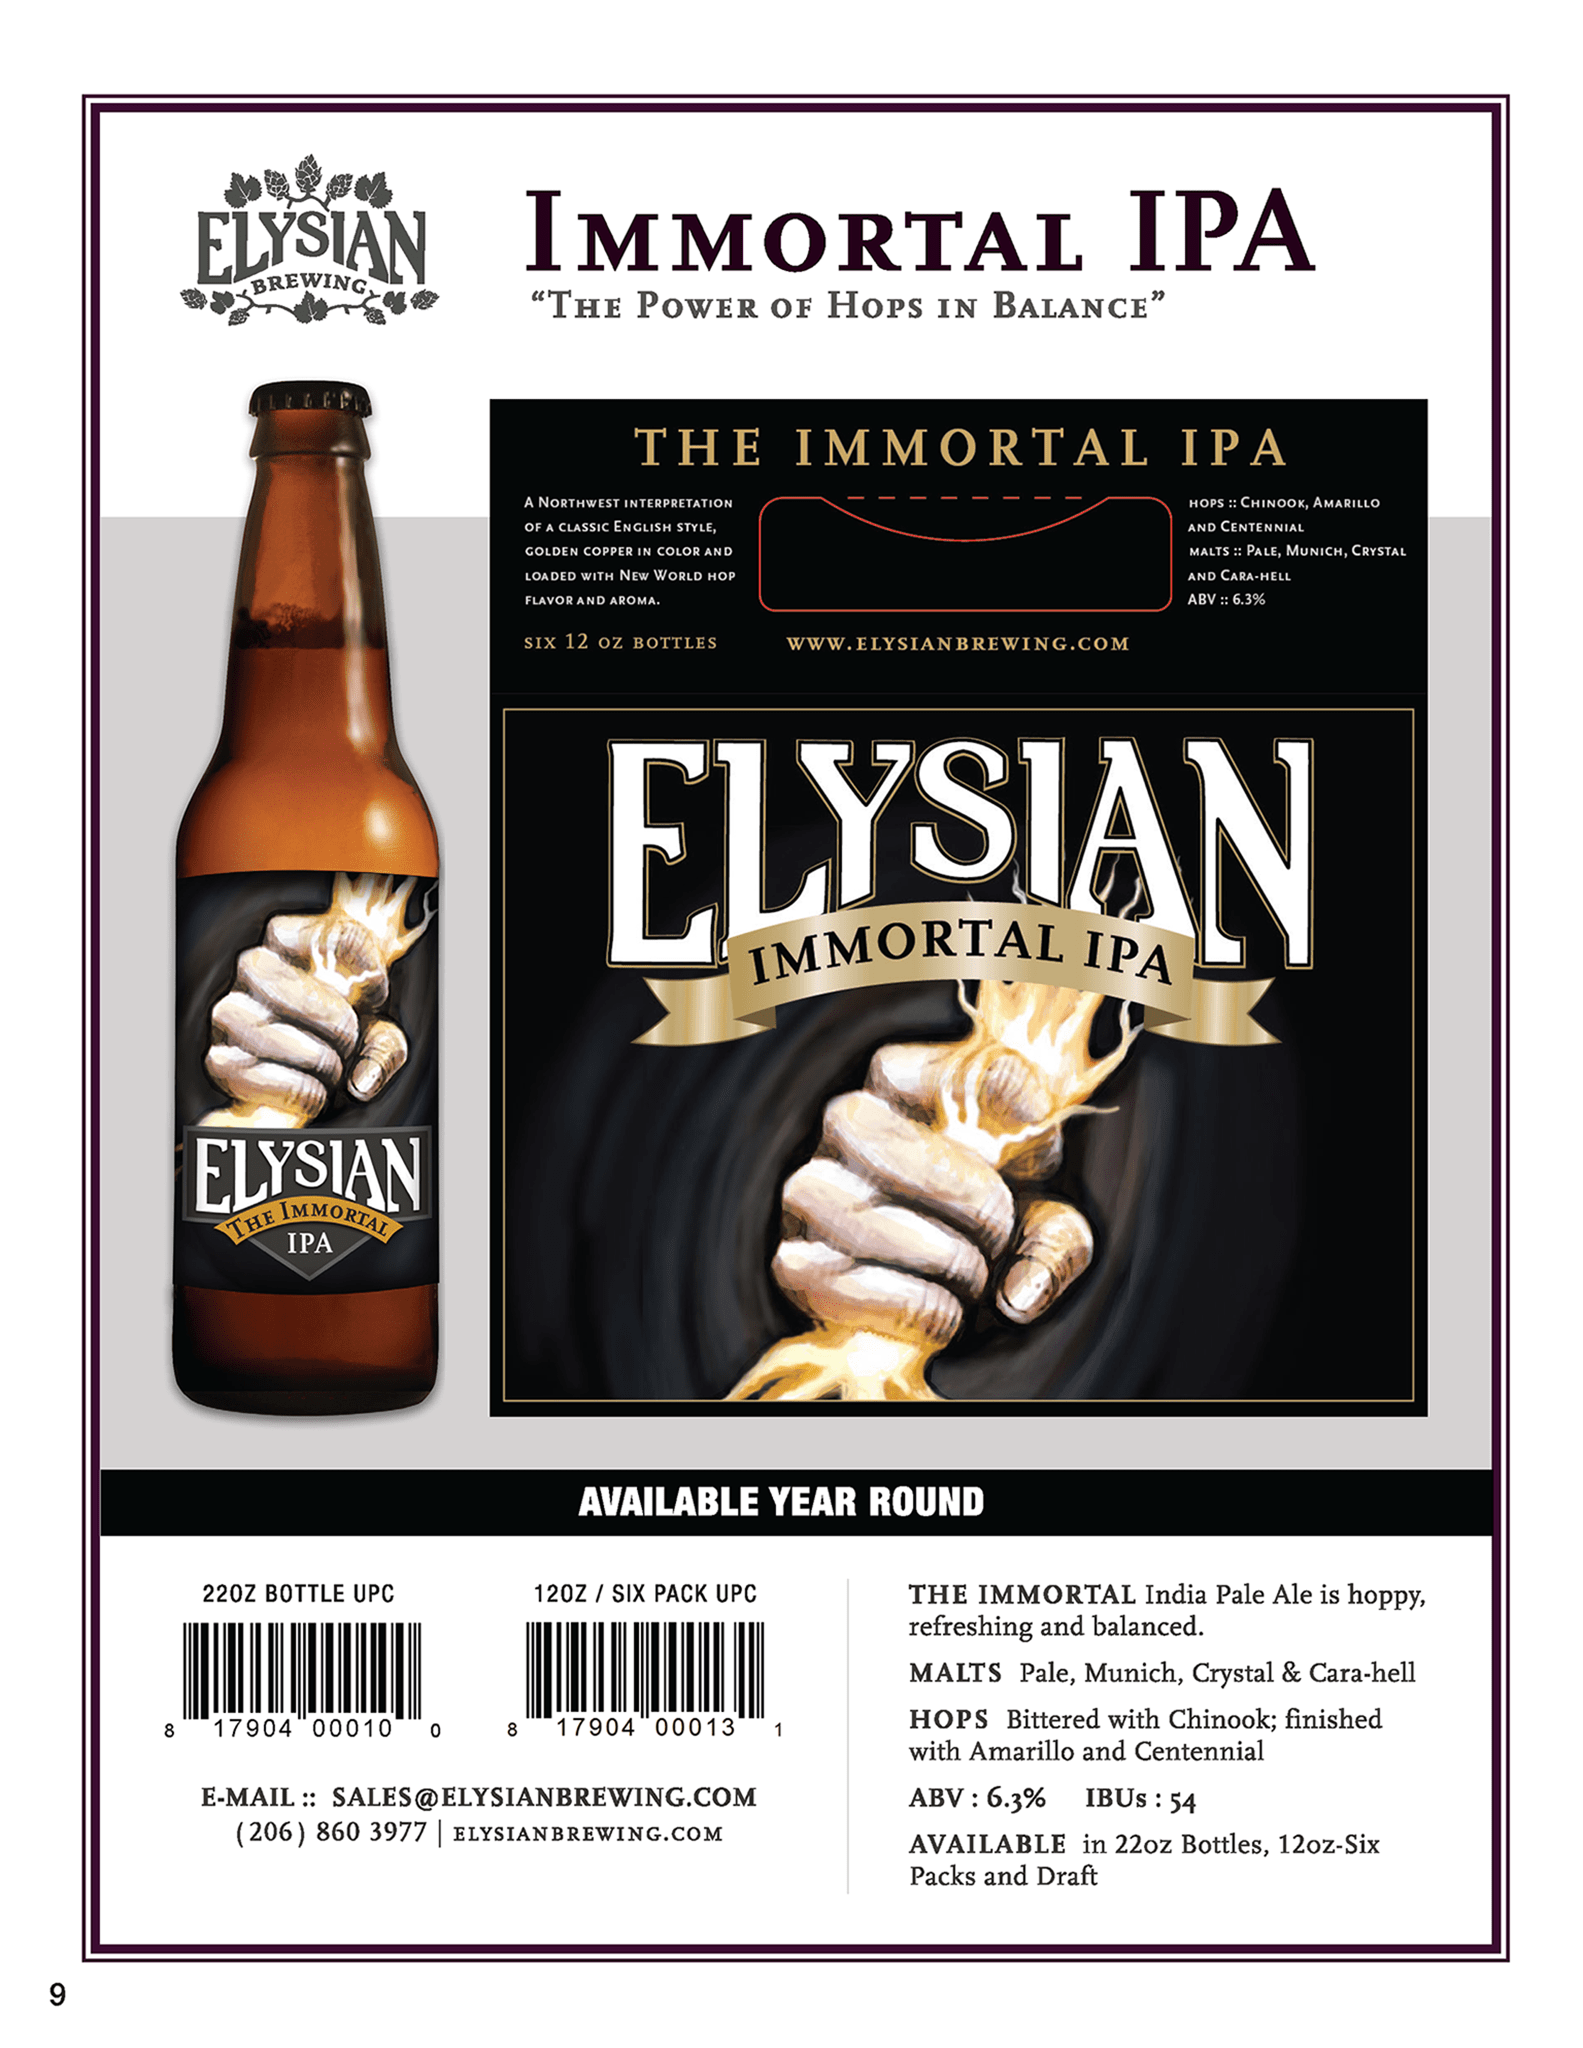 ELYSIAN
BREWING
IMMORTAL IPA
“THE POWER OF HOPS IN BALANCE”
THE IMMORTAL IPA
A NORTHWEST INTERPRETATION
OF A CLASSIC ENGLISH STYLE,
GOLDEN COPPER IN COLOR AND
LOADED WITH NEW WORLD HOP
FLAVOR AND AROMA.
SIX 12 OZ BOTTLES
WWW.ELYSIANBREWING.COM
HOPS :: CHINOOK, AMARILLO
AND CENTENNIAL
MALTS :: PALE, MUNICH, CRYSTAL
AND CARA-HELL
ABV :: 6.3%
ELYSIAN
IMMORTAL IPA
ELYSIAN
THE IMMORTAL
IPA
AVAILABLE YEAR ROUND
22OZ BOTTLE UPC
8 17904 00010 0
12OZ / SIX PACK UPC
8 17904 00013 1
E-MAIL :: SALES@ELYSIANBREWING.COM
(206) 860 3977 | ELYSIANBREWING.COM
THE IMMORTAL India Pale Ale is hoppy,
refreshing and balanced.
MALTS Pale, Munich, Crystal & Cara-hell
HOPS Bittered with Chinook; finished
with Amarillo and Centennial
ABV : 6.3% IBUs : 54
AVAILABLE in 22oz Bottles, 12oz-Six
Packs and Draft
9